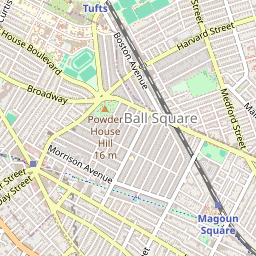 Tufts
Curtis
House Boulevard
Boston Avenue
Harvard Street
Broadway
Medford Street
Powder
House
Hill
16 m
Ball Square
Morrison Avenue
Magoun
Square